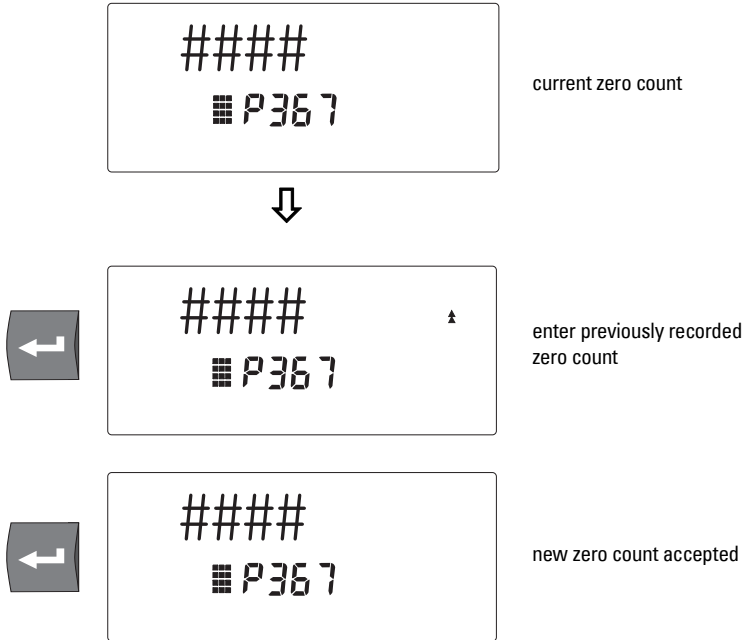 ####
P367
current zero count
####
P367
enter previously recorded
zero count
####
P367
new zero count accepted